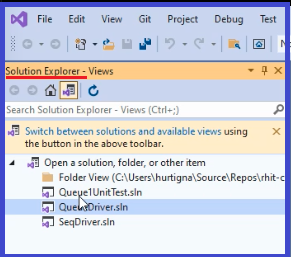 File Edit View Git Project Debug Test
Solution Explorer - Views
Search Solution Explorer - Views (Ctrl+;)
Switch between solutions and available views using
the button in the above toolbar.
Open a solution, folder, or other item
Folder View (C:\Users\hurtigna\Source\Repos\rhit-c
Queue1UnitTest.sln
QueueDriver.sln
SeqDriver.sln